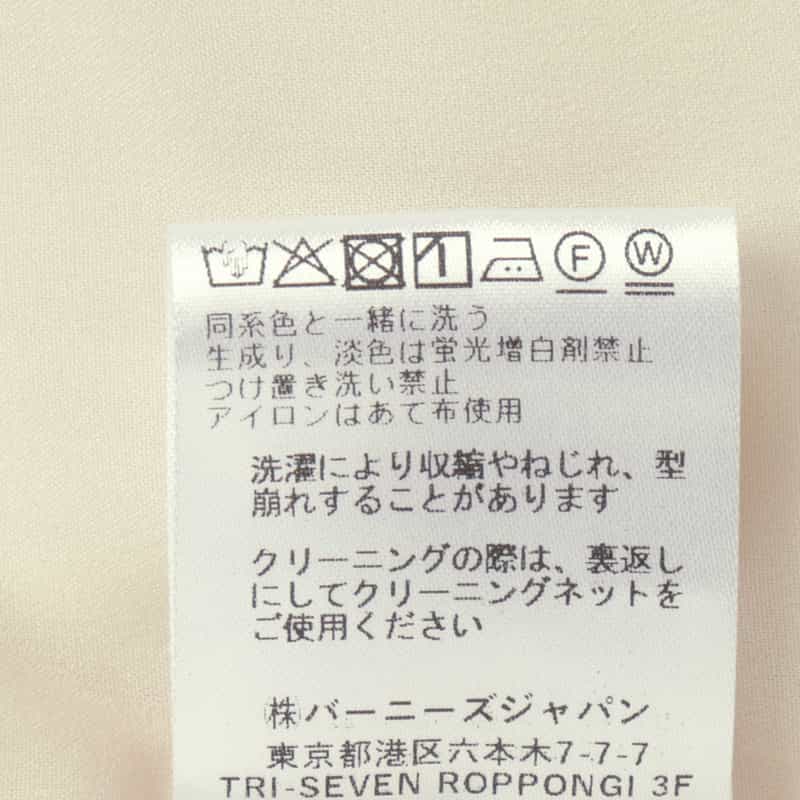 F W
同系色と一緒に洗う
生成り、淡色は蛍光増白剤禁止
つけ置き洗い禁止
アイロンはあて布使用
洗濯により収縮やねじれ、型
崩れすることがあります
クリーニングの際は、裏返し
にしてクリーニングネットを
ご使用ください
㈱バーニーズジャパン
東京都港区六本木7-7-7
TRI-SEVEN ROPPONGI 3F